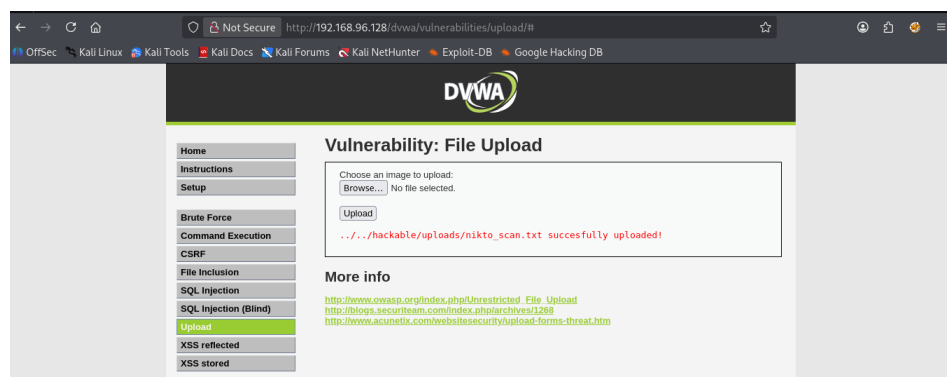 Not Secure http://192.168.96.128/dvwa/vulnerabilities/upload/#
OffSec Kali Linux Kali Tools Kali Docs Kali Forums Kali NetHunter Exploit-DB Google Hacking DB
DVWA
Home
Instructions
Setup
Brute Force
Command Execution
CSRF
File Inclusion
SQL Injection
SQL Injection (Blind)
Upload
XSS reflected
XSS stored
Vulnerability: File Upload
Choose an image to upload:
Browse... No file selected.
Upload
../../hackable/uploads/nikto_scan.txt succesfully uploaded!
More info
http://www.owasp.org/index.php/Unrestricted_File_Upload
http://blogs.securiteam.com/index.php/archives/1268
http://www.acunetix.com/websitesecurity/upload-forms-threat.htm